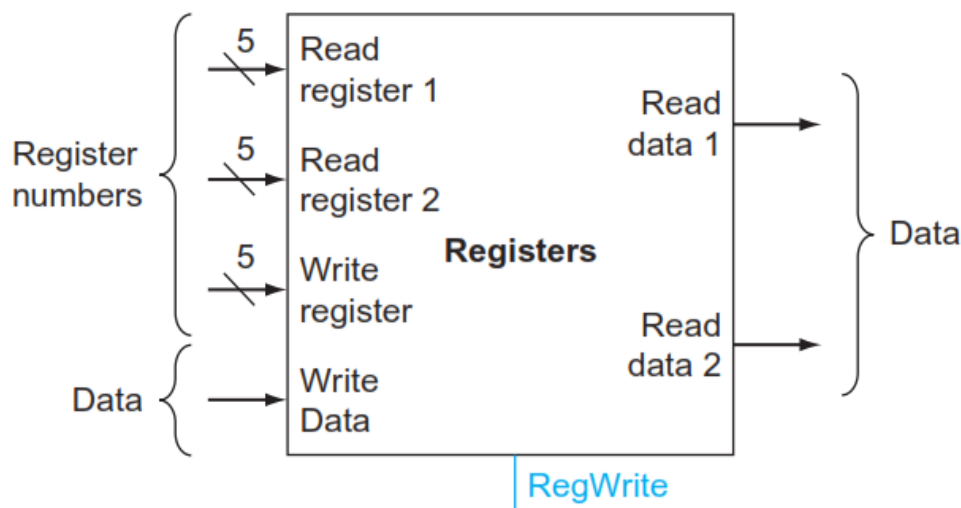 Register
numbers
Data
5
Read
register 1
5
Read
register 2
5
Write
register
Write
Data
Registers
Read
data 1
Read
data 2
Data
RegWrite